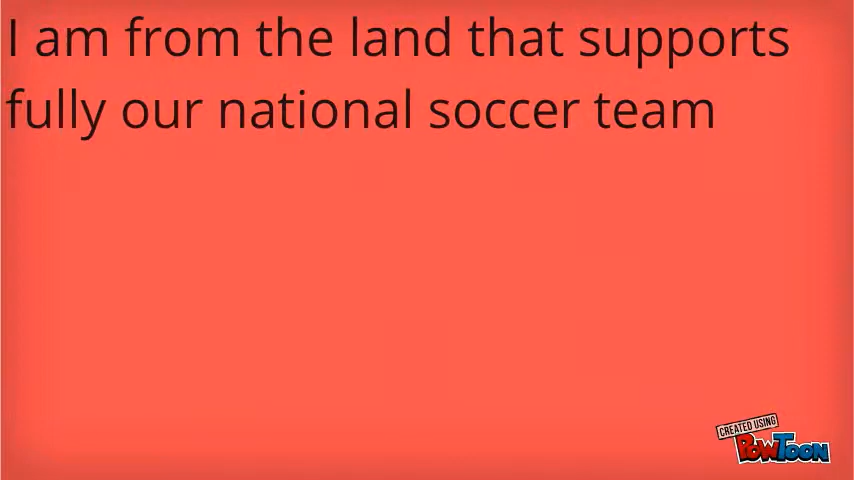 I am from the land that supports
fully our national soccer team
CREATED USING
POWTOON